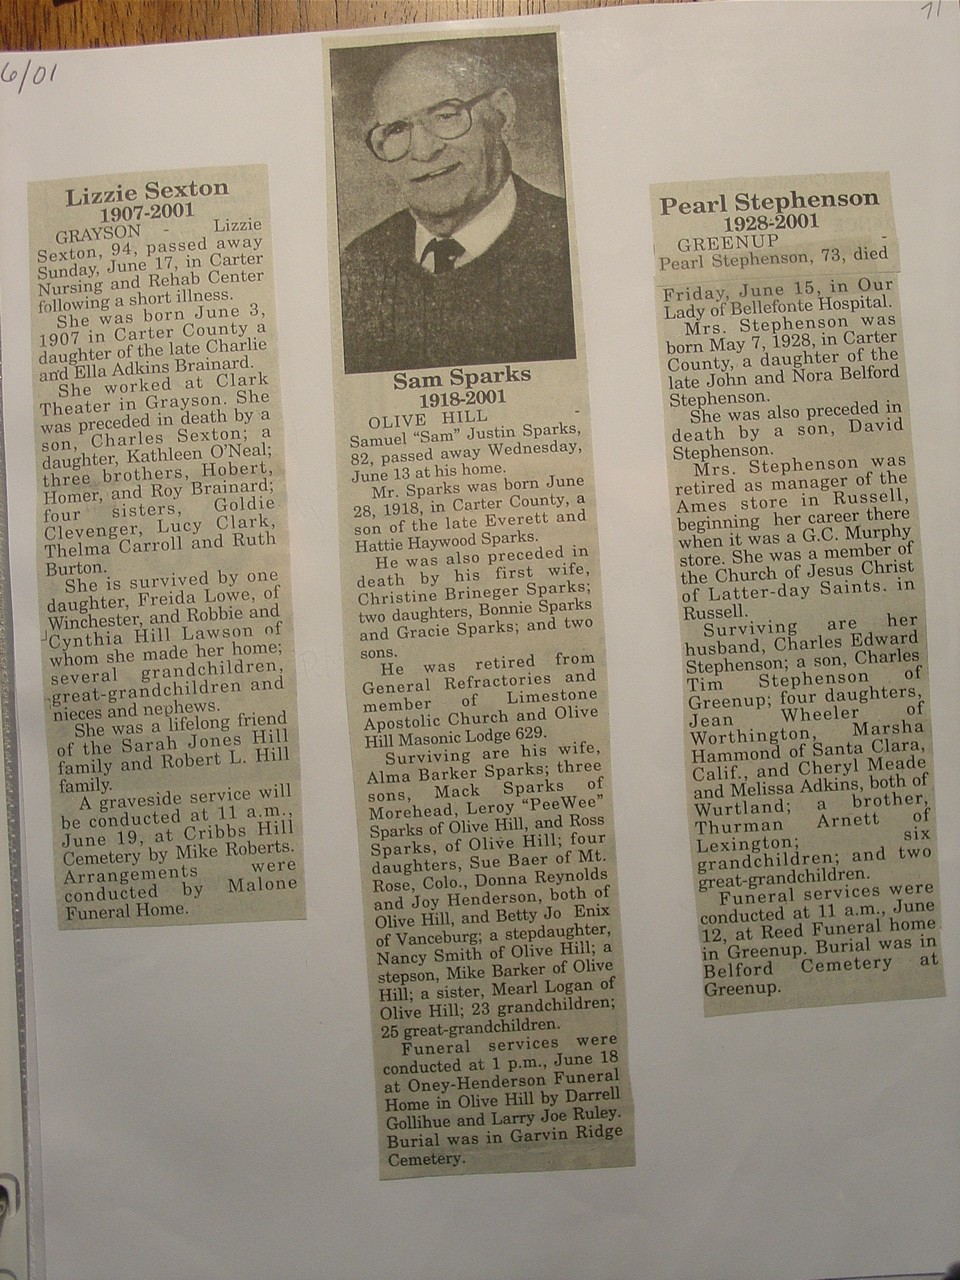 6/01
71
Lizzie Sexton
1907-2001
GRAYSON - Lizzie
Sexton, 94, passed away
Sunday, June 17, in Carter
Nursing and Rehab Center
following a short illness.
She was born June 3,
1907 in Carter County a
daughter of the late Charlie
and Ella Adkins Brainard.
She worked at Clark
Theater in Grayson. She
was preceded in death by a
son, Charles Sexton; a
daughter, Kathleen O'Neal;
three brothers, Hobert,
Homer, and Roy Brainard;
four sisters, Goldie
Clevenger, Lucy Clark,
Thelma Carroll and Ruth
Burton.
She is survived by one
daughter, Freida Lowe, of
Winchester, and Robbie and
Cynthia Hill Lawson of
whom she made her home;
several grandchildren,
great-grandchildren and
nieces and nephews.
She was a lifelong friend
of the Sarah Jones Hill
family and Robert L. Hill
family.
A graveside service will
be conducted at 11 a.m.,
June 19, at Cribbs Hill
Cemetery by Mike Roberts.
Arrangements were
conducted by Malone
Funeral Home.
Sam Sparks
1918-2001
OLIVE HILL -
Samuel "Sam" Justin Sparks,
82, passed away Wednesday,
June 13 at his home.
Mr. Sparks was born June
28, 1918, in Carter County, a
son of the late Everett and
Hattie Haywood Sparks.
He was also preceded in
death by his first wife,
Christine Brineger Sparks;
two daughters, Bonnie Sparks
and Gracie Sparks; and two
sons.
He was retired from
General Refractories and
member of Limestone
Apostolic Church and Olive
Hill Masonic Lodge 629.
Surviving are his wife,
Alma Barker Sparks; three
sons, Mack Sparks of
Morehead, Leroy "PeeWee"
Sparks of Olive Hill, and Ross
Sparks, of Olive Hill; four
daughters, Sue Baer of Mt.
Rose, Colo., Donna Reynolds
and Joy Henderson, both of
Olive Hill, and Betty Jo Enix
of Vanceburg; a stepdaughter,
Nancy Smith of Olive Hill; a
stepson, Mike Barker of Olive
Hill; a sister, Mearl Logan of
Olive Hill; 23 grandchildren;
25 great-grandchildren.
Funeral services were
conducted at 1 p.m., June 18
at Oney-Henderson Funeral
Home in Olive Hill by Darrell
Gollihue and Larry Joe Ruley.
Burial was in Garvin Ridge
Cemetery.
Pearl Stephenson
1928-2001
GREENUP -
Pearl Stephenson, 73, died
Friday, June 15, in Our
Lady of Bellefonte Hospital.
Mrs. Stephenson was
born May 7, 1928, in Carter
County, a daughter of the
late John and Nora Belford
Stephenson.
She was also preceded in
death by a son, David
Stephenson.
Mrs. Stephenson was
retired as manager of the
Ames store in Russell,
beginning her career there
when it was a G.C. Murphy
store. She was a member of
the Church of Jesus Christ
of Latter-day Saints. in
Russell.
Surviving are her
husband, Charles Edward
Stephenson; a son, Charles
Tim Stephenson of
Greenup; four daughters,
Jean Wheeler of
Worthington, Marsha
Hammond of Santa Clara,
Calif., and Cheryl Meade
and Melissa Adkins, both of
Wurtland; a brother,
Thurman Arnett of
Lexington; six
grandchildren; and two
great-grandchildren.
Funeral services were
conducted at 11 a.m., June
12, at Reed Funeral home
in Greenup. Burial was in
Belford Cemetery at
Greenup.